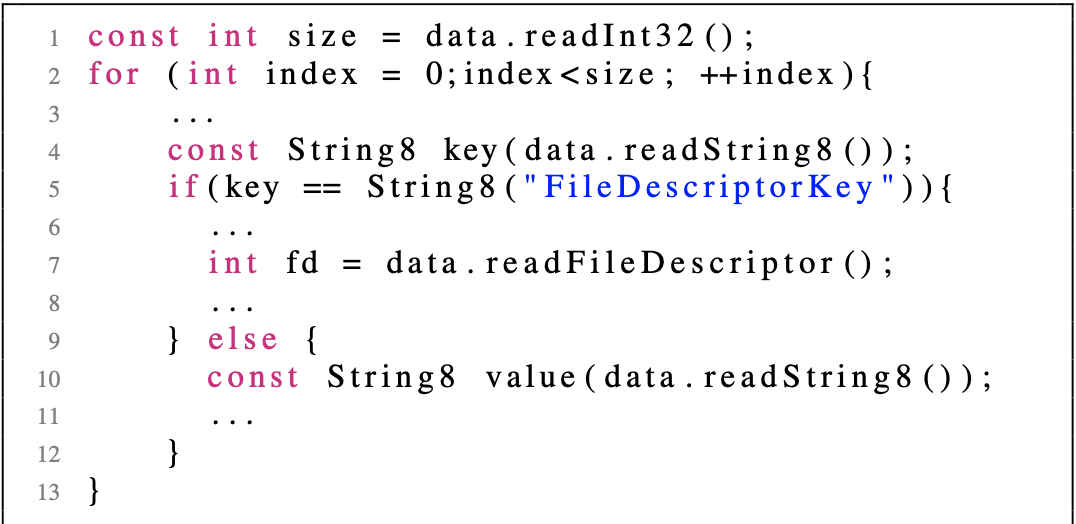 1 const int size = data.readInt32();
2 for (int index = 0;index<size; ++index){
3 ...
4 const String8 key(data.readString8());
5 if(key == String8("FileDescriptorKey")){
6 ...
7 int fd = data.readFileDescriptor();
8 ...
9 } else {
10 const String8 value(data.readString8());
11 ...
12 }
13 }